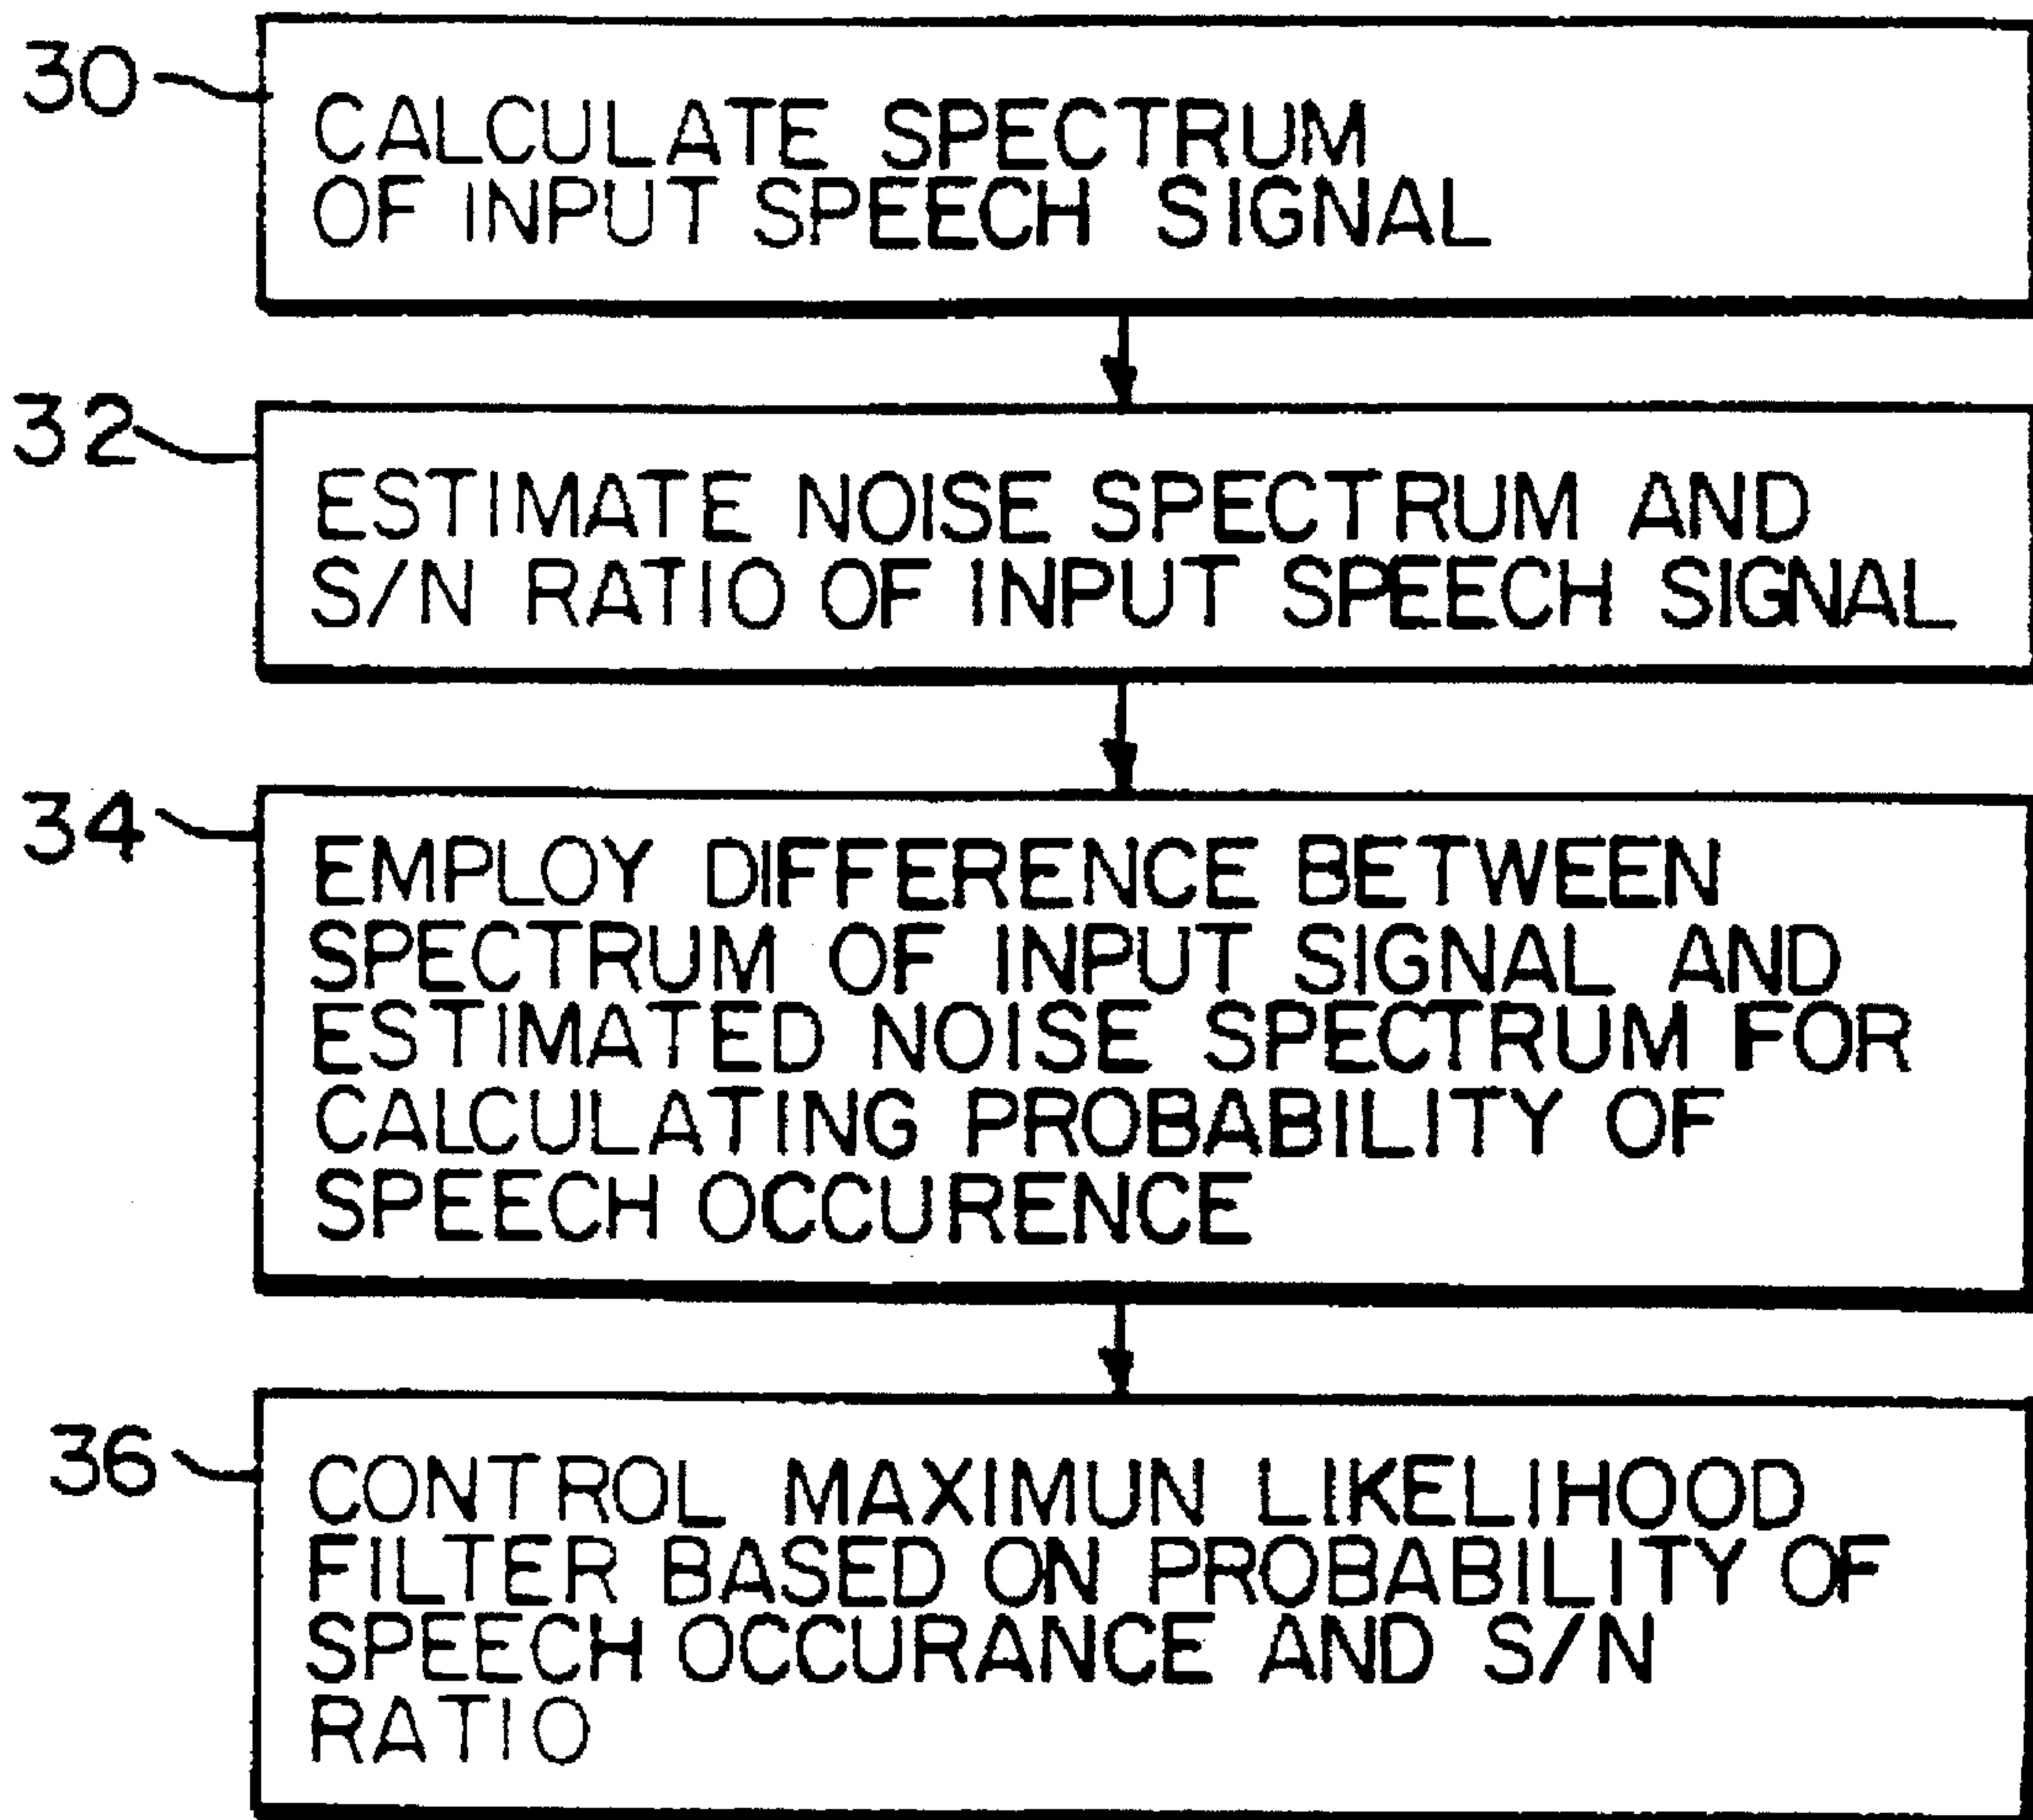 30
CALCULATE SPECTRUM
OF INPUT SPEECH SIGNAL
32
ESTIMATE NOISE SPECTRUM AND
S/N RATIO OF INPUT SPEECH SIGNAL
34
EMPLOY DIFFERENCE BETWEEN
SPECTRUM OF INPUT SIGNAL AND
ESTIMATED NOISE SPECTRUM FOR
CALCULATING PROBABILITY OF
SPEECH OCCURENCE
36
CONTROL MAXIMUN LIKELIHOOD
FILTER BASED ON PROBABILITY OF
SPEECH OCCURANCE AND S/N
RATIO